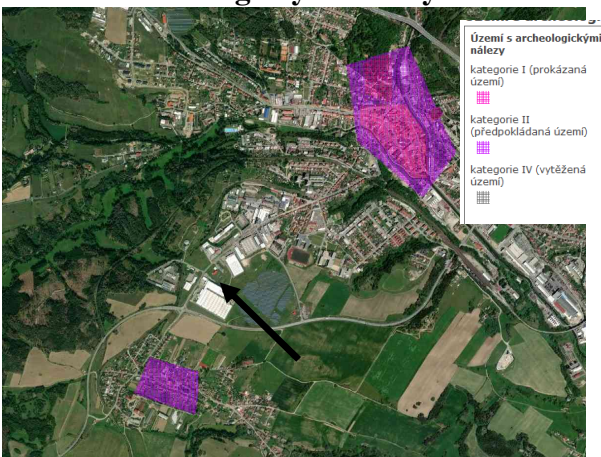 Území s archeologickými
nálezy
kategorie I (prokázaná
území)
kategorie II
(předpokládaná území)
kategorie IV (vytěžená
území)